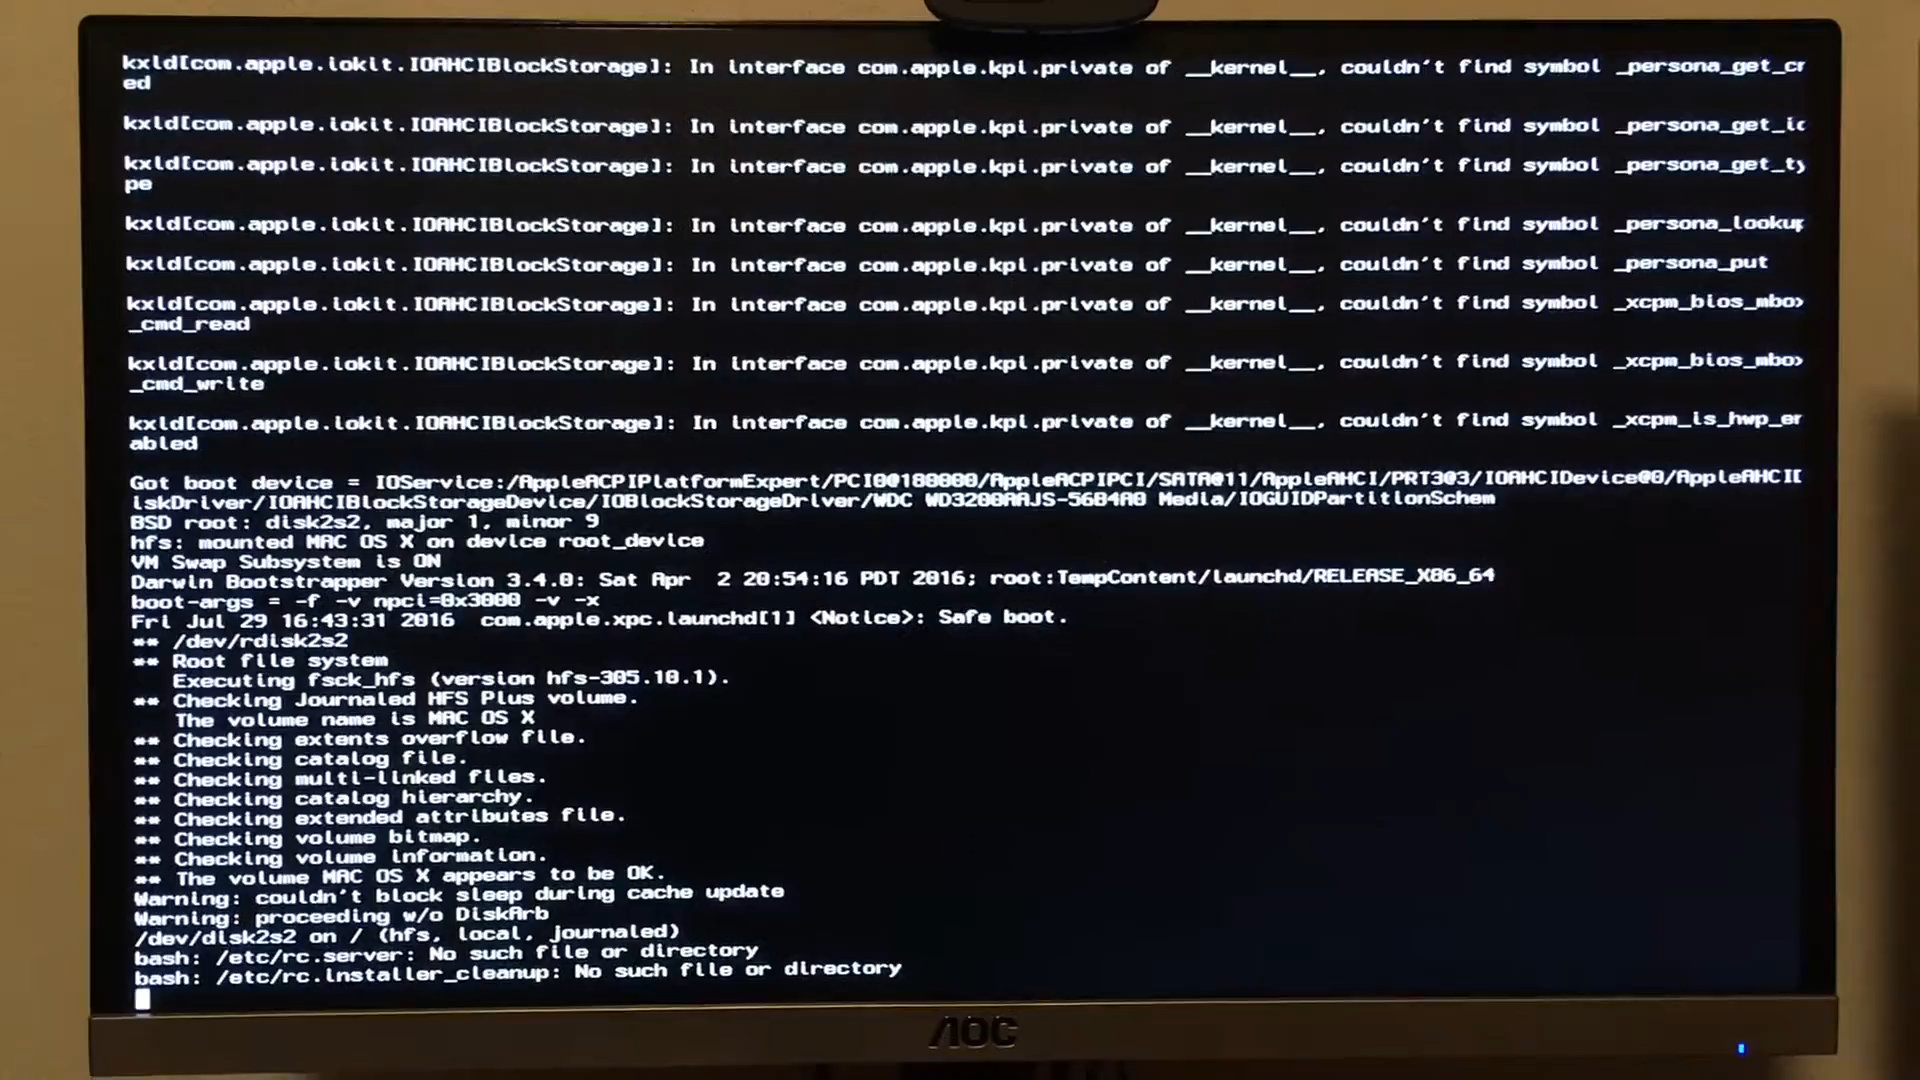 kxld[com.apple.iokit.IOAHCIBlockStorage]: In interface com.apple.kpi.private of __kernel__, couldn't find symbol _persona_get_cr
ed
kxld[com.apple.iokit.IOAHCIBlockStorage]: In interface com.apple.kpi.private of __kernel__, couldn't find symbol _persona_get_id
kxld[com.apple.iokit.IOAHCIBlockStorage]: In interface com.apple.kpi.private of __kernel__, couldn't find symbol _persona_get_ty
pe
kxld[com.apple.iokit.IOAHCIBlockStorage]: In interface com.apple.kpi.private of __kernel__, couldn't find symbol _persona_lookup
kxld[com.apple.iokit.IOAHCIBlockStorage]: In interface com.apple.kpi.private of __kernel__, couldn't find symbol _persona_put
kxld[com.apple.iokit.IOAHCIBlockStorage]: In interface com.apple.kpi.private of __kernel__, couldn't find symbol _xcpm_bios_mbox
_cmd_read
kxld[com.apple.iokit.IOAHCIBlockStorage]: In interface com.apple.kpi.private of __kernel__, couldn't find symbol _xcpm_bios_mbox
_cmd_write
kxld[com.apple.iokit.IOAHCIBlockStorage]: In interface com.apple.kpi.private of __kernel__, couldn't find symbol _xcpm_is_hwp_en
abled
Got boot device = IOService:/AppleACPIPlatformExpert/PCI0@180000/AppleACPIPCI/SATA@11/AppleAHCI/PRT3@3/IOAHCIDevice@0/AppleAHCID
iskDriver/IOAHCIBlockStorageDevice/IOBlockStorageDriver/WDC WD3200AAJS-56B4A0 Media/IOGUIDPartitionSchem
BSD root: disk2s2, major 1, minor 9
hfs: mounted MAC OS X on device root_device
VM Swap Subsystem is ON
Darwin Bootstrapper Version 3.4.0: Sat Apr  2 20:54:16 PDT 2016; root:TempContent/launchd/RELEASE_X86_64
boot-args = -f -v npci=0x3000 -v -x
Fri Jul 29 16:43:31 2016  com.apple.xpc.launchd[1] <Notice>: Safe boot.
** /dev/rdisk2s2
** Root file system
Executing fsck_hfs (version hfs-305.10.1).
** Checking Journaled HFS Plus volume.
The volume name is MAC OS X
** Checking extents overflow file.
** Checking catalog file.
** Checking multi-linked files.
** Checking catalog hierarchy.
** Checking extended attributes file.
** Checking volume bitmap.
** Checking volume information.
** The volume MAC OS X appears to be OK.
Warning: couldn't block sleep during cache update
Warning: proceeding w/o DiskArb
/dev/disk2s2 on / (hfs, local, journaled)
bash: /etc/rc.server: No such file or directory
bash: /etc/rc.installer_cleanup: No such file or directory
AOC